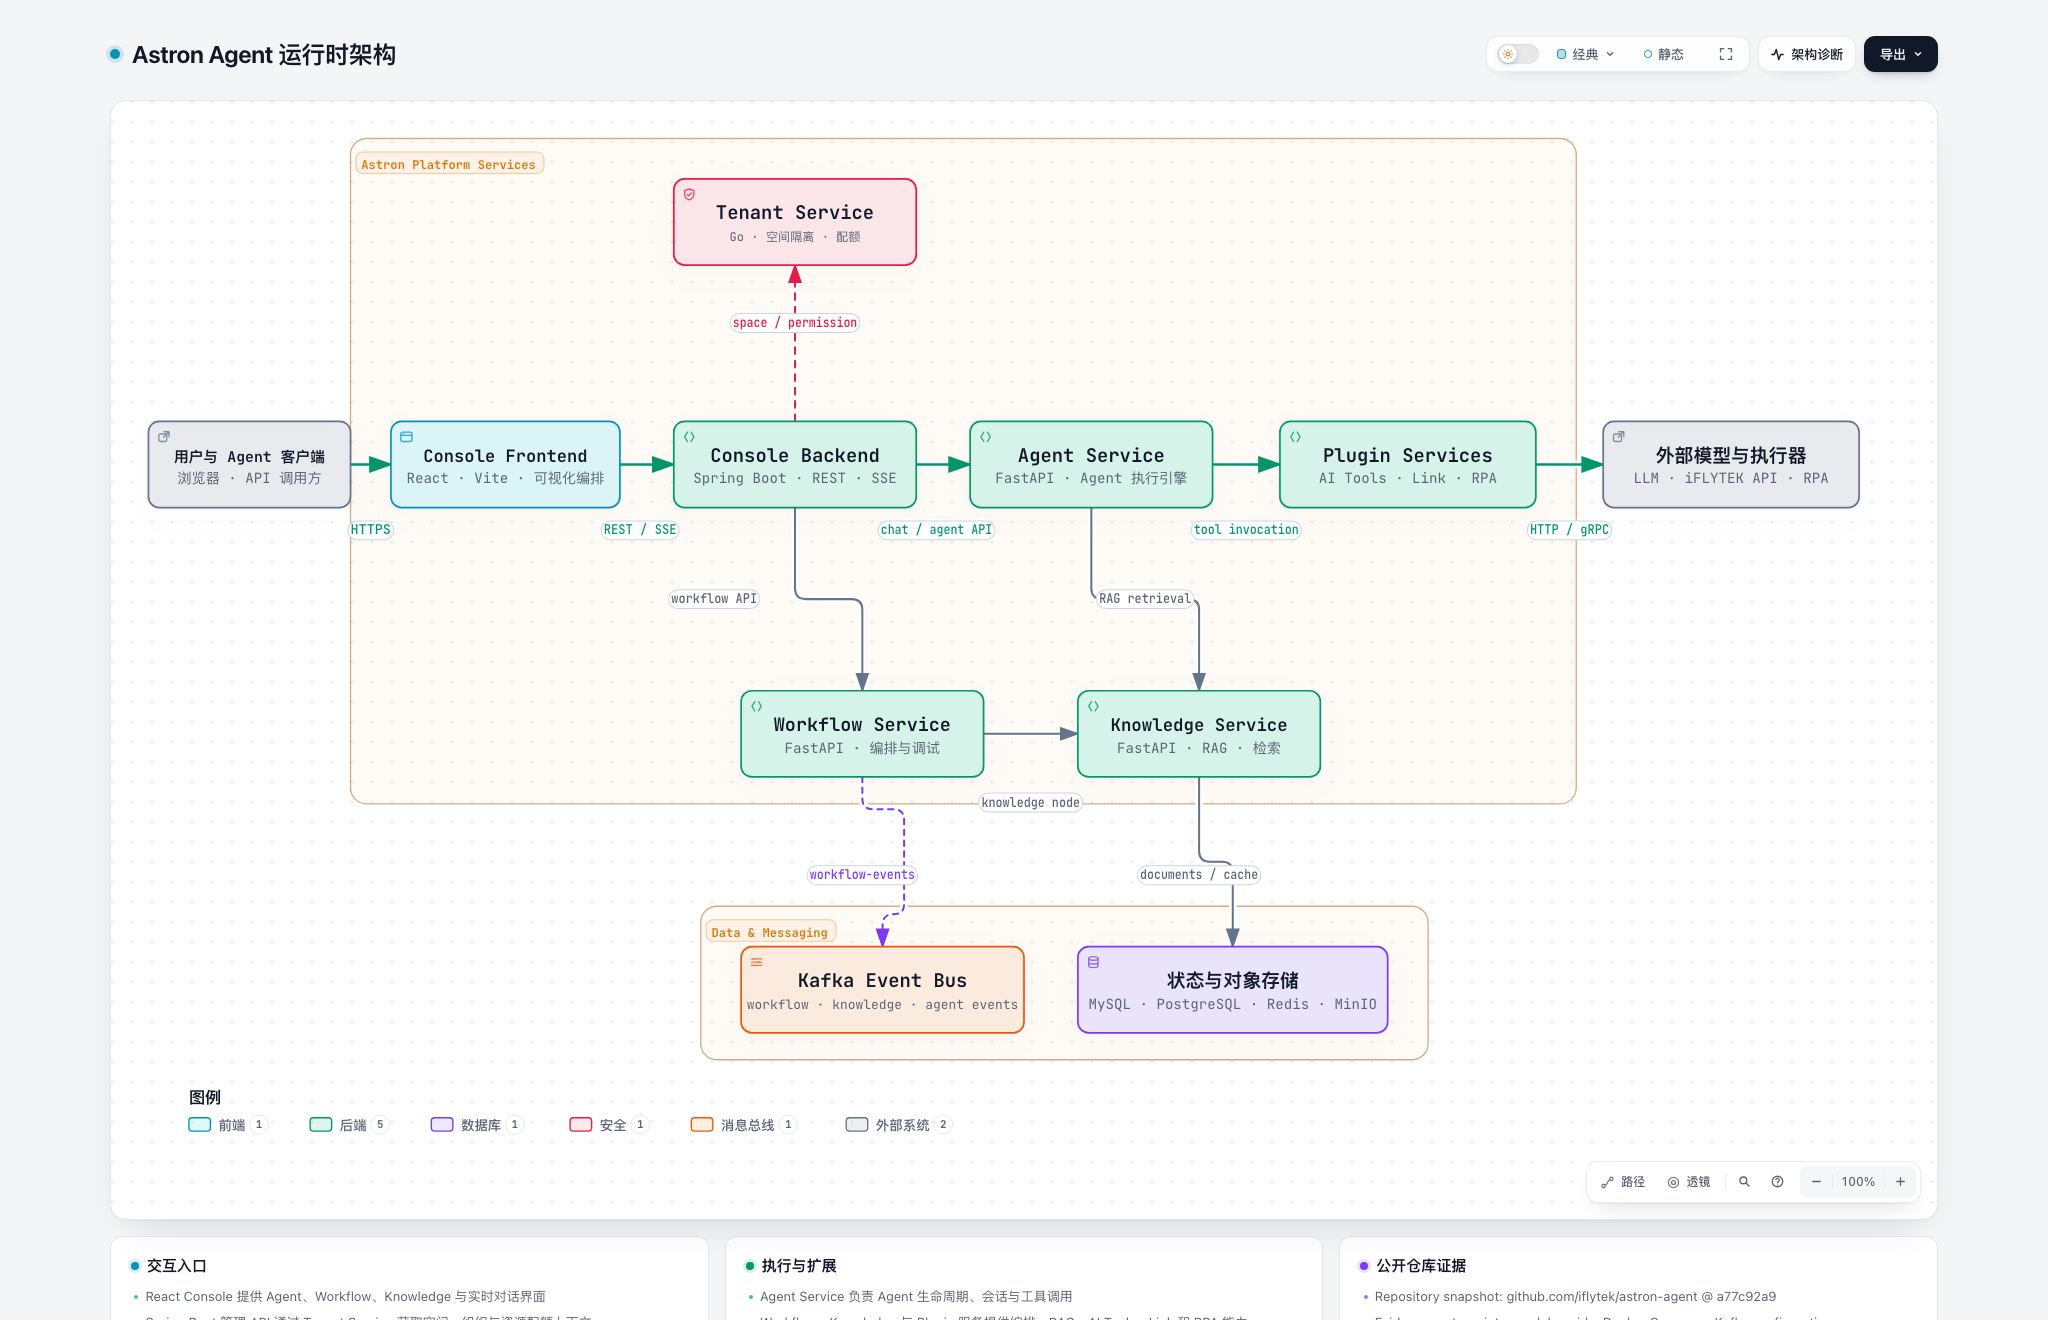 Astron Agent 运行时架构
经典
静态
架构诊断
导出
Astron Platform Services
Tenant Service
Go · 空间隔离 · 配额
space / permission
用户与 Agent 客户端
浏览器 · API 调用方
Console Frontend
React · Vite · 可视化编排
Console Backend
Spring Boot · REST · SSE
Agent Service
FastAPI · Agent 执行引擎
Plugin Services
AI Tools · Link · RPA
外部模型与执行器
LLM · iFLYTEK API · RPA
HTTPS
REST / SSE
chat / agent API
tool invocation
HTTP / gRPC
workflow API
RAG retrieval
Workflow Service
FastAPI · 编排与调试
Knowledge Service
FastAPI · RAG · 检索
knowledge node
workflow-events
documents / cache
Data & Messaging
Kafka Event Bus
workflow · knowledge · agent events
状态与对象存储
MySQL · PostgreSQL · Redis · MinIO
图例
前端 1
后端 5
数据库 1
安全 1
消息总线 1
外部系统 2
路径
透镜
100%
交互入口
React Console 提供 Agent、Workflow、Knowledge 与实时对话界面
执行与扩展
Agent Service 负责 Agent 生命周期、会话与工具调用
公开仓库证据
Repository snapshot: github.com/iflytek/astron-agent @ a77c92a9